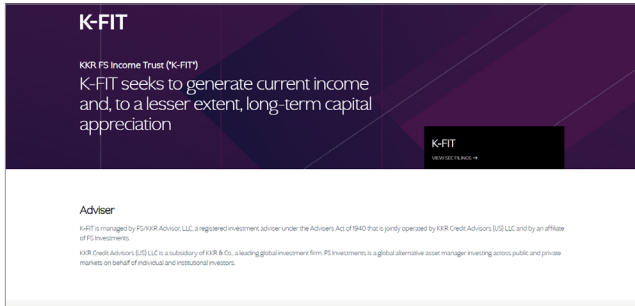 K-FIT
KKR FS Income Trust ("K-FIT")
K-FIT seeks to generate current income
and, to a lesser extent, long-term capital
appreciation
K-FIT
VIEW SEC FILINGS →
Adviser
K-FIT is managed by FS/KKR Advisor, LLC, a registered investment adviser under the Advisers Act of 1940 that is jointly operated by KKR Credit Advisors (US) LLC and by an affiliate
of FS Investments.
KKR Credit Advisors (US) LLC is a subsidiary of KKR & Co., a leading global investment firm. FS Investments is a global alternative asset manager investing across public and private
markets on behalf of individual and institutional investors.